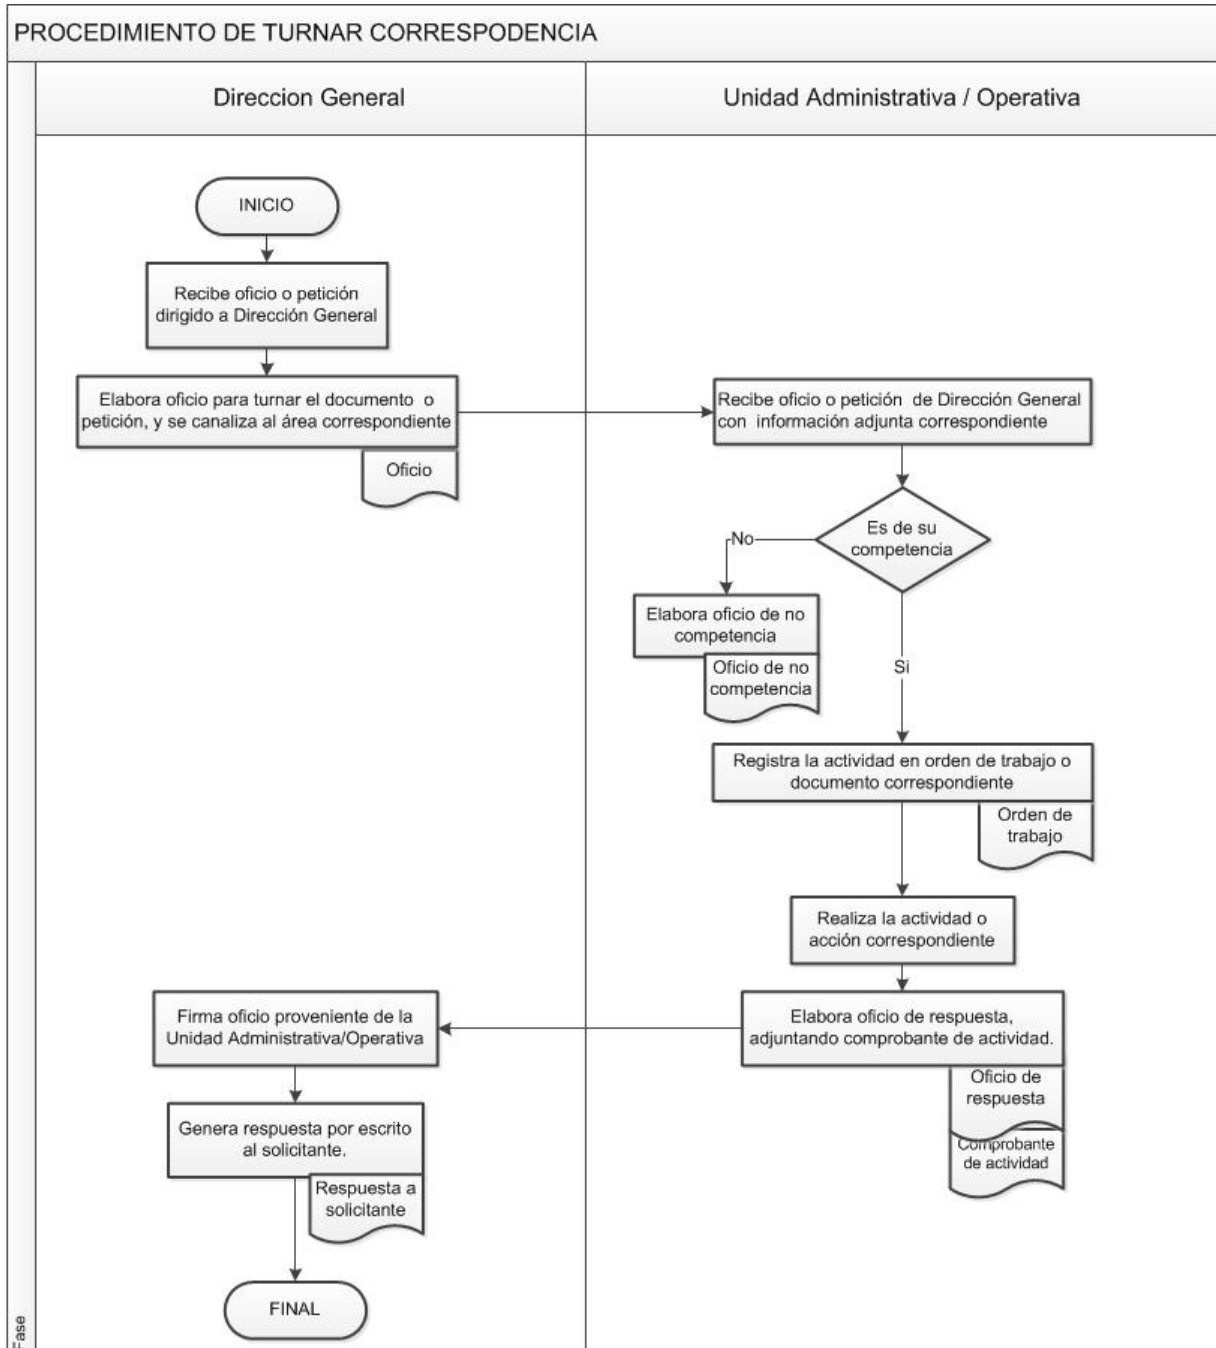 PROCEDIMIENTO DE TURNAR CORRESPODENCIA
Direccion General
Unidad Administrativa / Operativa
INICIO
Recibe oficio o petición
dirigido a Dirección General
Elabora oficio para turnar el documento o
petición, y se canaliza al área correspondiente
Oficio
Recibe oficio o petición de Dirección General
con información adjunta correspondiente
Es de su
competencia
No
Elabora oficio de no
competencia
Oficio de no
competencia
Si
Registra la actividad en orden de trabajo o
documento correspondiente
Orden de
trabajo
Realiza la actividad o
acción correspondiente
Elabora oficio de respuesta,
adjuntando comprobante de actividad.
Oficio de
respuesta
Comprobante
de actividad
Firma oficio proveniente de la
Unidad Administrativa/Operativa
Genera respuesta por escrito
al solicitante.
Respuesta a
solicitante
FINAL
Fase